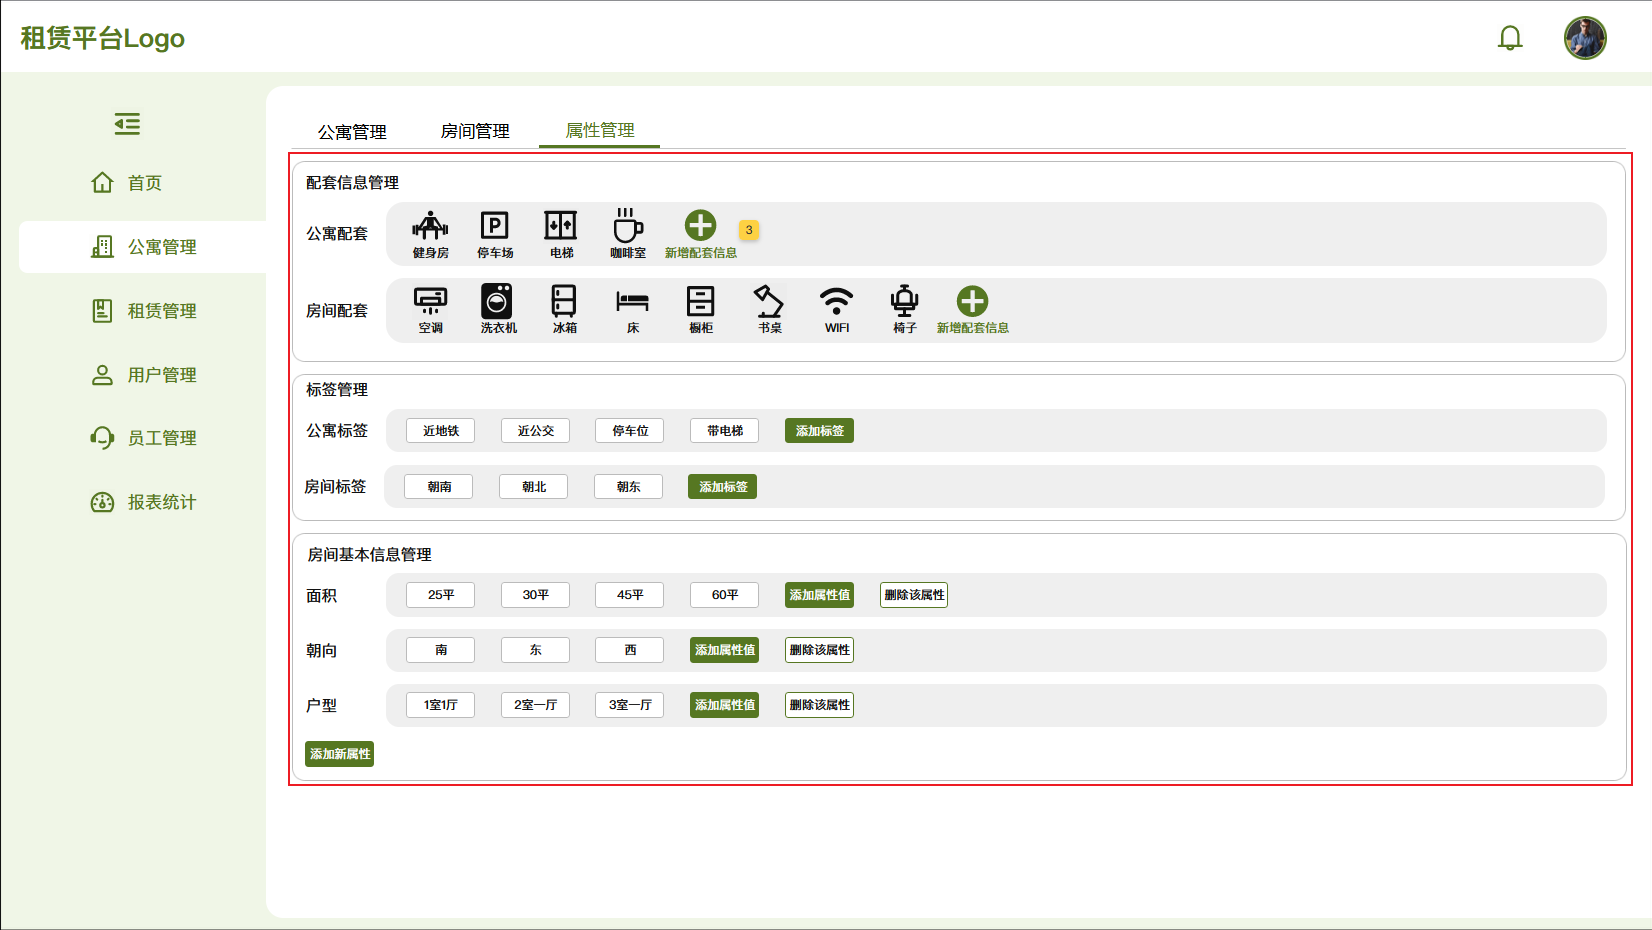 租赁平台Logo
首页
公寓管理
租赁管理
用户管理
员工管理
报表统计
公寓管理 房间管理 属性管理
配套信息管理
公寓配套 健身房 停车场 电梯 咖啡室 新增配套信息 3
房间配套 空调 洗衣机 冰箱 床 橱柜 书桌 WIFI 椅子 新增配套信息
标签管理
公寓标签 近地铁 近公交 停车位 带电梯 添加标签
房间标签 朝南 朝北 朝东 添加标签
房间基本信息管理
面积 25平 30平 45平 60平 添加属性值 删除该属性
朝向 南 东 西 添加属性值 删除该属性
户型 1室1厅 2室一厅 3室一厅 添加属性值 删除该属性
添加新属性